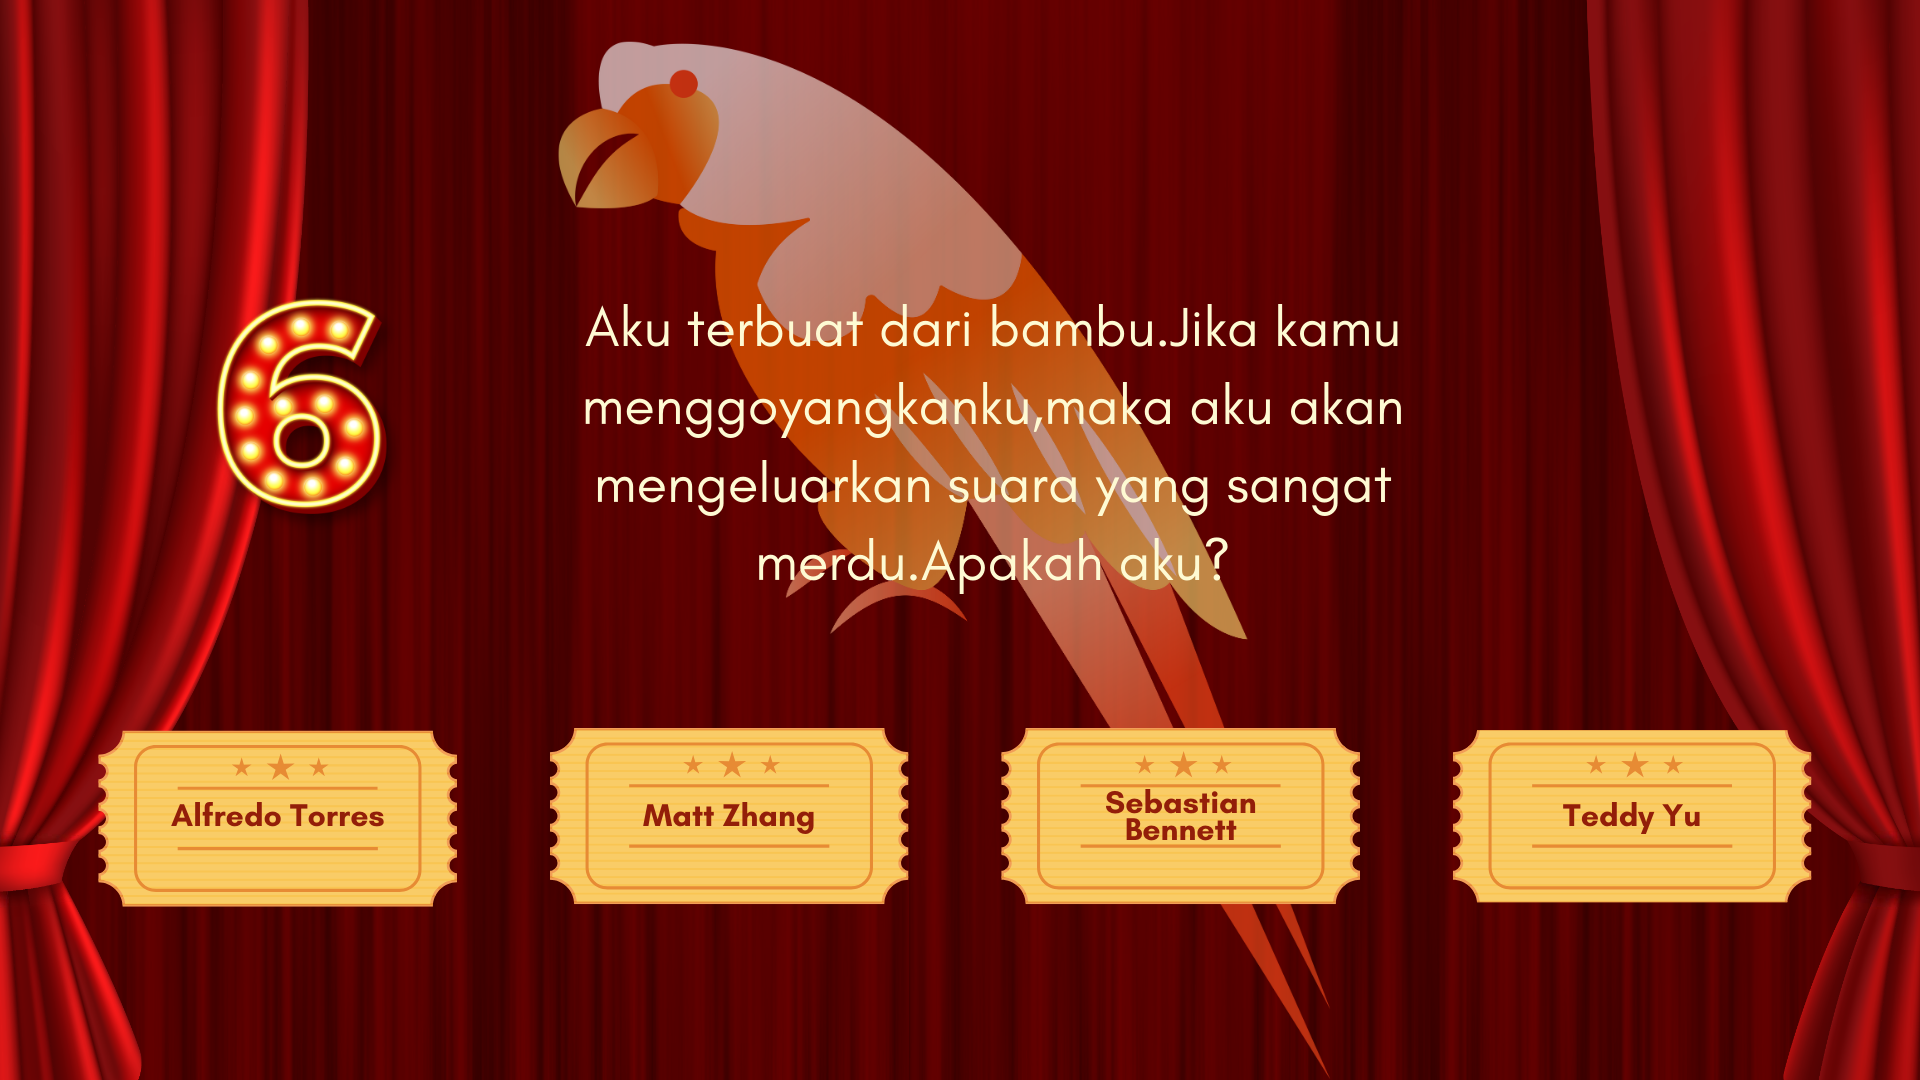 6
Aku terbuat dari bambu.Jika kamu
menggoyangkanku,maka aku akan
mengeluarkan suara yang sangat
merdu.Apakah aku?
Alfredo Torres
Matt Zhang
Sebastian
Bennett
Teddy Yu